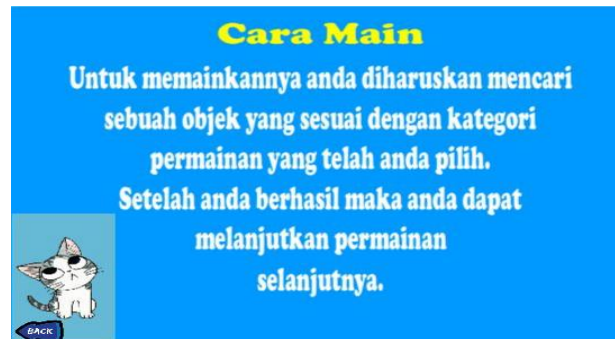 Cara Main
Untuk memainkannya anda diharuskan mencari
sebuah objek yang sesuai dengan kategori
permainan yang telah anda pilih.
Setelah anda berhasil maka anda dapat
melanjutkan permainan
selanjutnya.
BACK